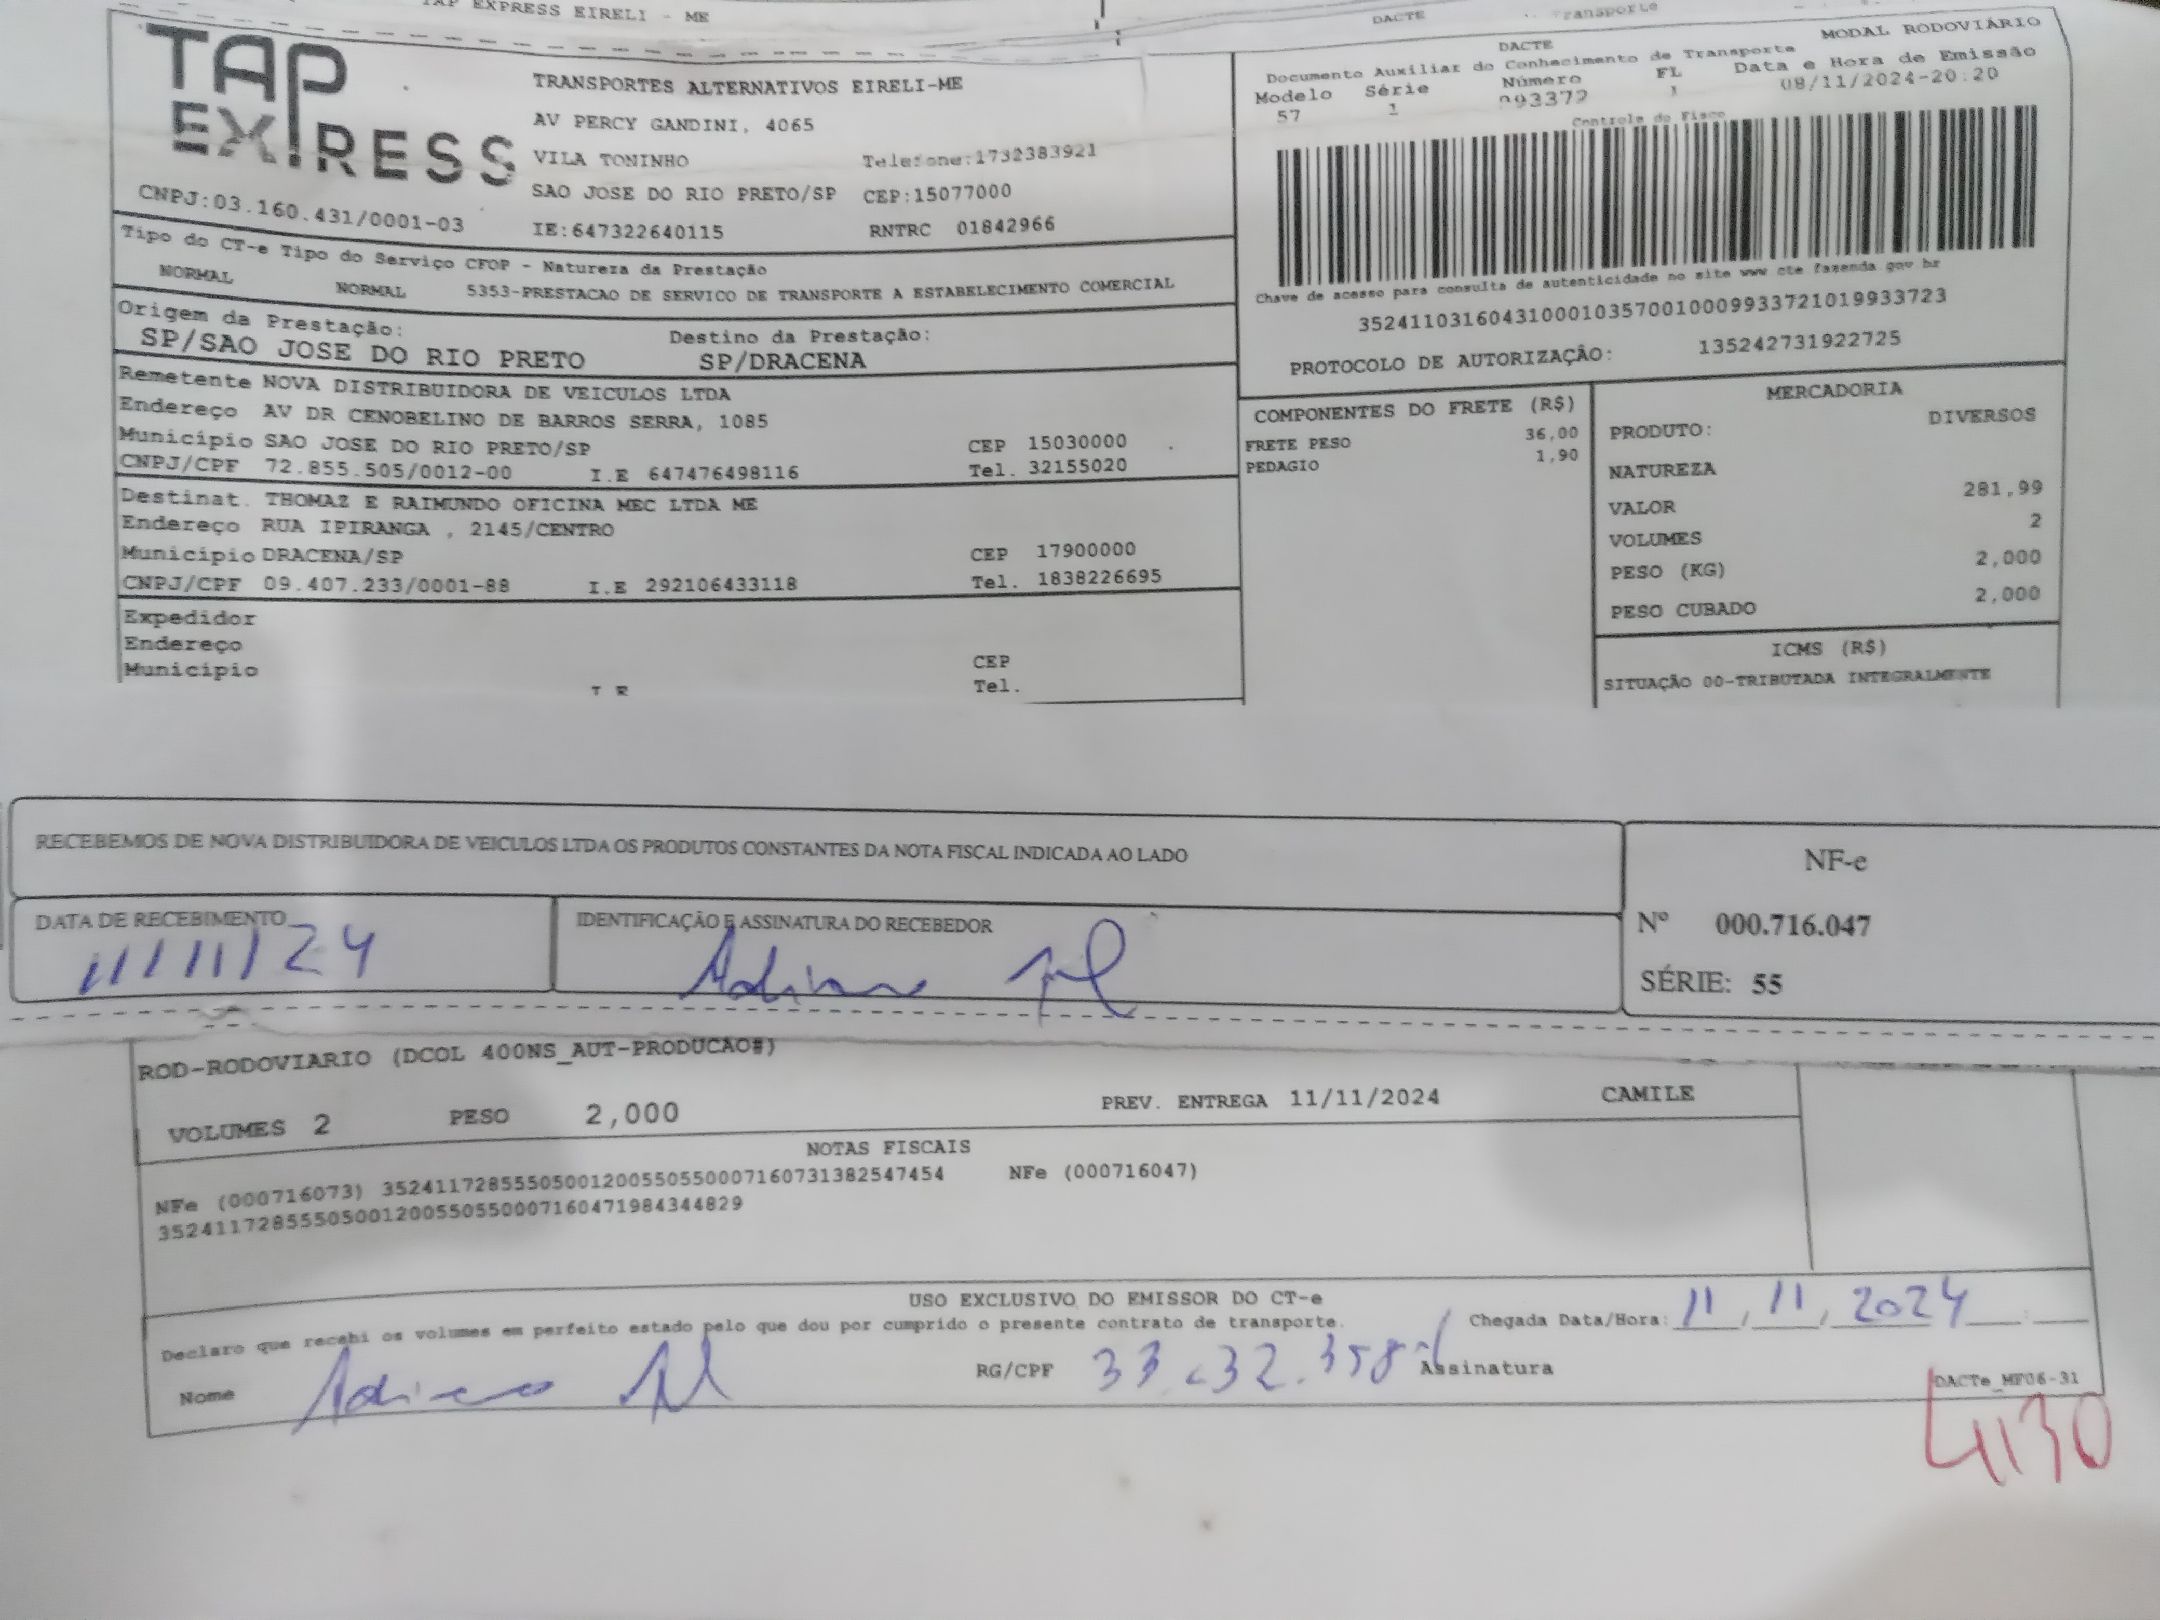 TAP EXPRESS EIRELI - ME
DACTE
Transporte
TAP
EXPRESS
CNPJ:03.160.431/0001-03
TRANSPORTES ALTERNATIVOS EIRELI-ME
AV PERCY GANDINI, 4065
VILA TONINHO Telefone:1732383921
SAO JOSE DO RIO PRETO/SP CEP:15077000
IE:647322640115 RNTRC 01842966
DACTE MODAL RODOVIÁRIO
Documento Auxiliar do Conhecimento de Transporte
Modelo Série Número FL Data e Hora de Emissão
57 1 993372 1 08/11/2024-20:20
Controle do Fisco
Chave de acesso para consulta de autenticidade no site www cte fazenda gov br
35241103160431000103570010009933721019933723
PROTOCOLO DE AUTORIZAÇÂO: 135242731922725
Tipo do CT-e Tipo do Serviço CFOP - Natureza da Prestação
NORMAL NORMAL 5353-PRESTACAO DE SERVICO DE TRANSPORTE A ESTABELECIMENTO COMERCIAL
Origem da Prestação: Destino da Prestação:
SP/SAO JOSE DO RIO PRETO SP/DRACENA
Remetente NOVA DISTRIBUIDORA DE VEICULOS LTDA
Endereço AV DR CENOBELINO DE BARROS SERRA, 1085
Município SAO JOSE DO RIO PRETO/SP CEP 15030000
CNPJ/CPF 72.855.505/0012-00 I.E 647476498116 Tel. 32155020
Destinat. THOMAZ E RAIMUNDO OFICINA MEC LTDA ME
Endereço RUA IPIRANGA , 2145/CENTRO
Município DRACENA/SP CEP 17900000
CNPJ/CPF 09.407.233/0001-88 I.E 292106433118 Tel. 1838226695
Expedidor
Endereço
Município CEP
Tel.
COMPONENTES DO FRETE (R$)
FRETE PESO 36,00
PEDAGIO 1,90
MERCADORIA
PRODUTO: DIVERSOS
NATUREZA
VALOR 281,99
VOLUMES 2
PESO (KG) 2,000
PESO CUBADO 2,000
ICMS (R$)
SITUAÇÃO 00-TRIBUTADA INTEGRALMENTE
RECEBEMOS DE NOVA DISTRIBUIDORA DE VEICULOS LTDA OS PRODUTOS CONSTANTES DA NOTA FISCAL INDICADA AO LADO
DATA DE RECEBIMENTO IDENTIFICAÇÃO E ASSINATURA DO RECEBEDOR
11/11/24
NF-e
Nº 000.716.047
SÉRIE: 55
ROD-RODOVIARIO (DCOL 400NS_AUT-PRODUCAO#)
VOLUMES 2 PESO 2,000 PREV. ENTREGA 11/11/2024 CAMILE
NOTAS FISCAIS
NFe (000716073) 35241172855505001200550550007160731382547454 NFe (000716047)
35241172855505001200550550007160471984344829
USO EXCLUSIVO DO EMISSOR DO CT-e
Declaro que recebi os volumes em perfeito estado pelo que dou por cumprido o presente contrato de transporte. Chegada Data/Hora: 11/11/2024
Nome RG/CPF Assinatura
DACTe_MF06-31
4130